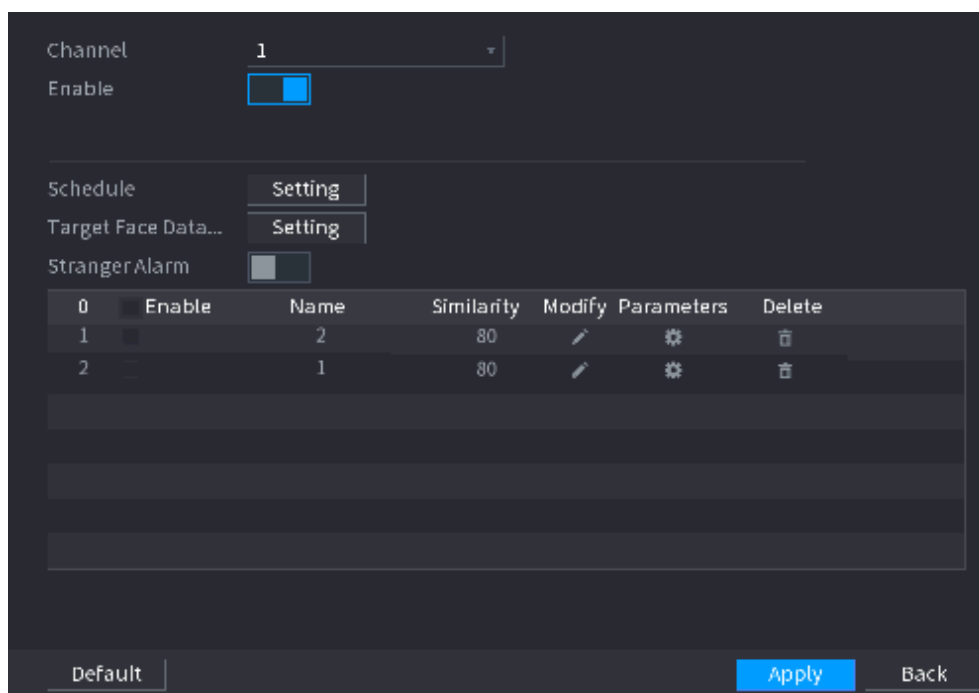 Channel 1
Enable
Schedule Setting
Target Face Data... Setting
Stranger Alarm
0 Enable Name Similarity Modify Parameters Delete
1 2 80
2 1 80
Default Apply Back